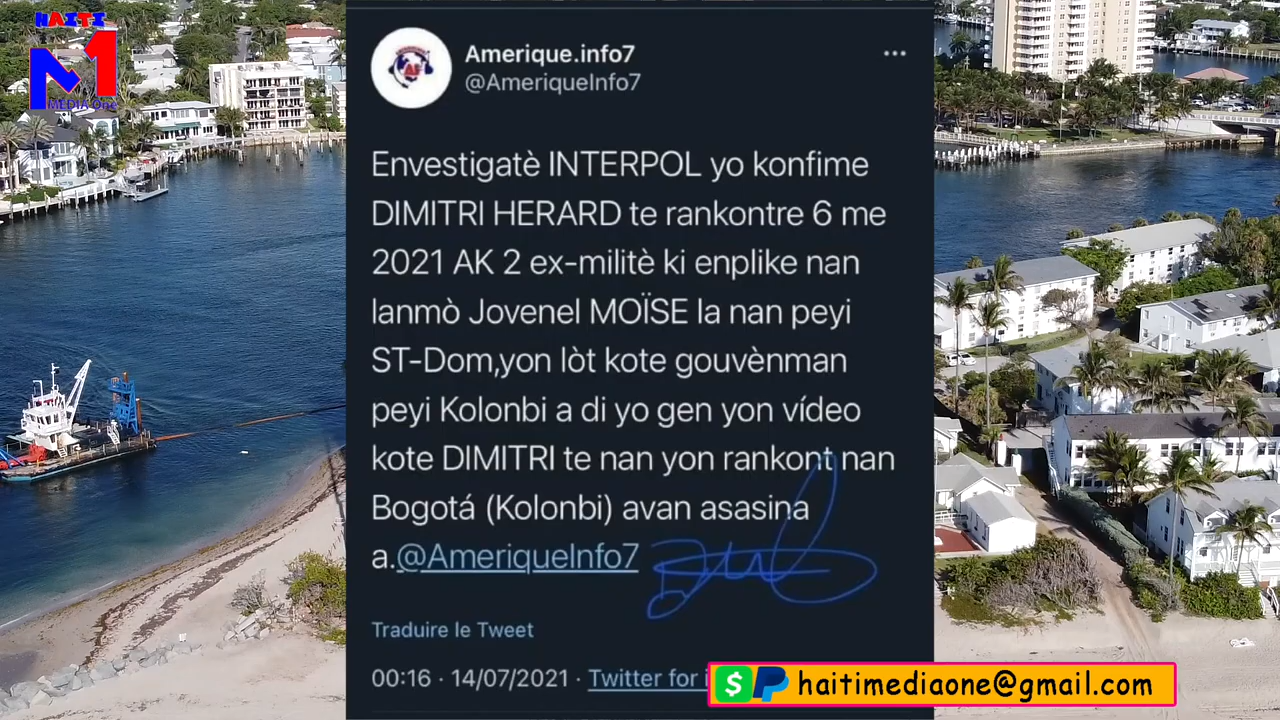 HAITI
M1
MEDIA One
Amerique.info7
@AmeriqueInfo7
Envestigatè INTERPOL yo konfime
DIMITRI HERARD te rankontre 6 me
2021 AK 2 ex-militè ki enplike nan
lanmò Jovenel MOÏSE la nan peyi
ST-Dom,yon lòt kote gouvènman
peyi Kolonbi a di yo gen yon vídeo
kote DIMITRI te nan yon rankont nan
Bogotá (Kolonbi) avan asasina
a.@AmeriqueInfo7
Traduire le Tweet
00:16 · 14/07/2021 · Twitter for
haitimediaone@gmail.com